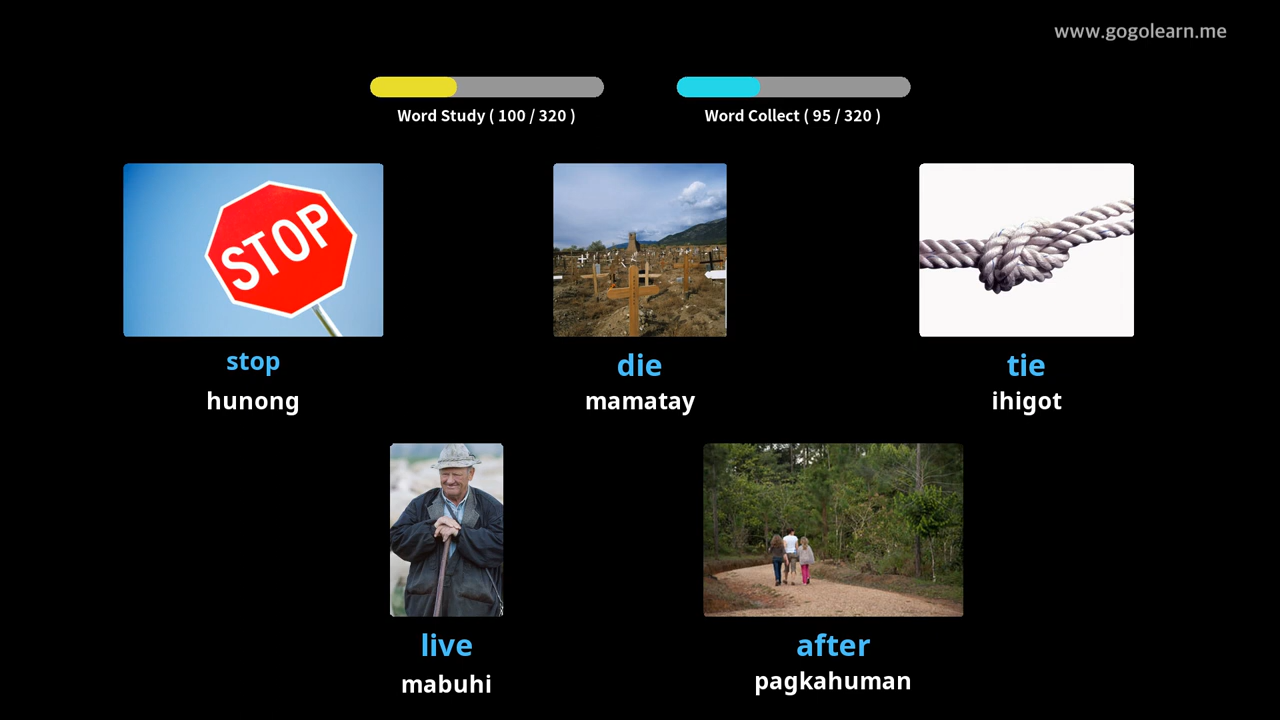 www.gogolearn.me
Word Study ( 100 / 320 )
Word Collect ( 95 / 320 )
STOP
stop
die
tie
hunong
mamatay
ihigot
live
after
mabuhi
pagkahuman